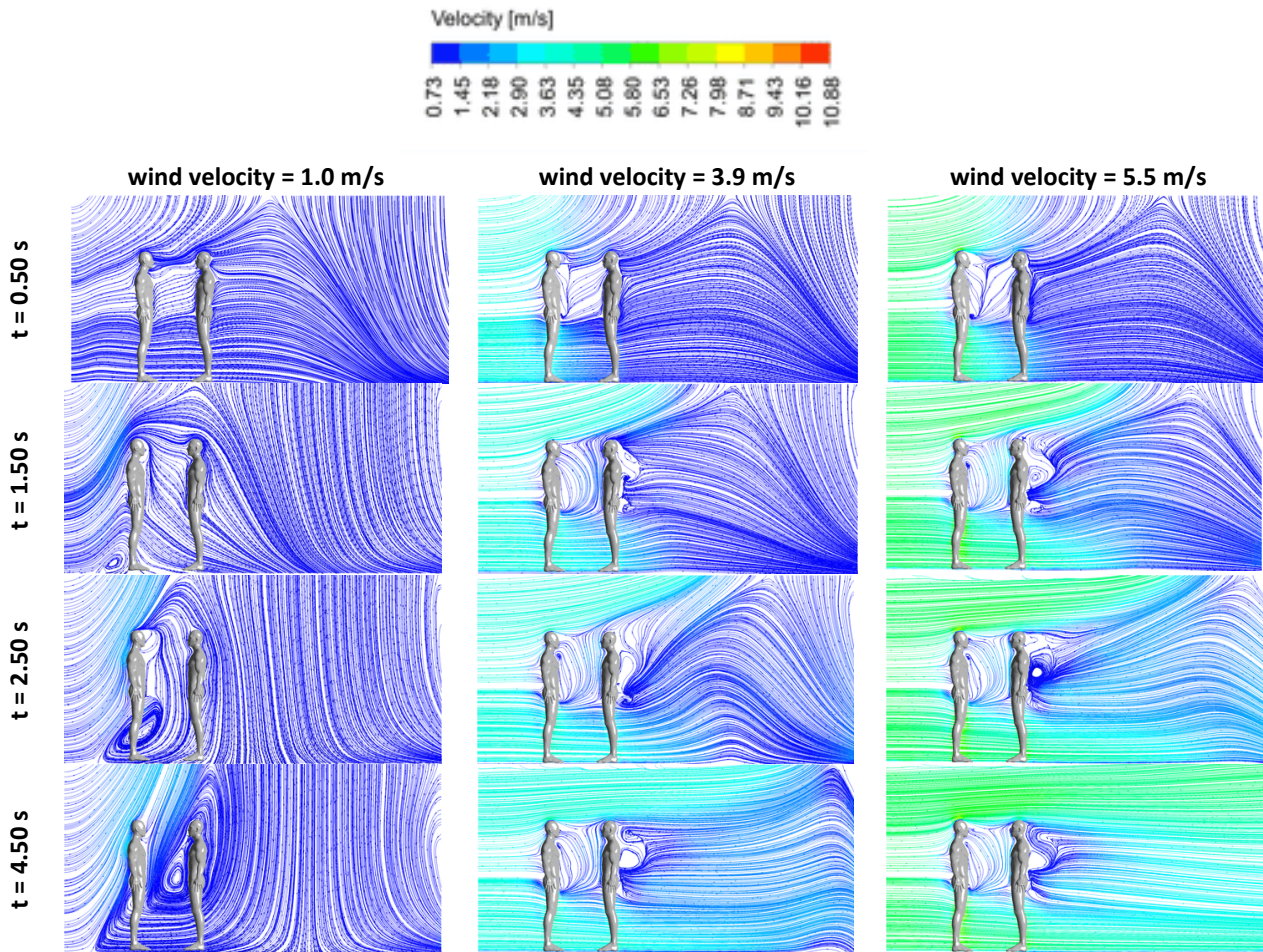 Velocity [m/s]
0.73 1.45 2.18 2.90 3.63 4.35 5.08 5.80 6.53 7.26 7.98 8.71 9.43 10.16 10.88
wind velocity = 1.0 m/s wind velocity = 3.9 m/s wind velocity = 5.5 m/s
t = 0.50 s
t = 1.50 s
t = 2.50 s
t = 4.50 s